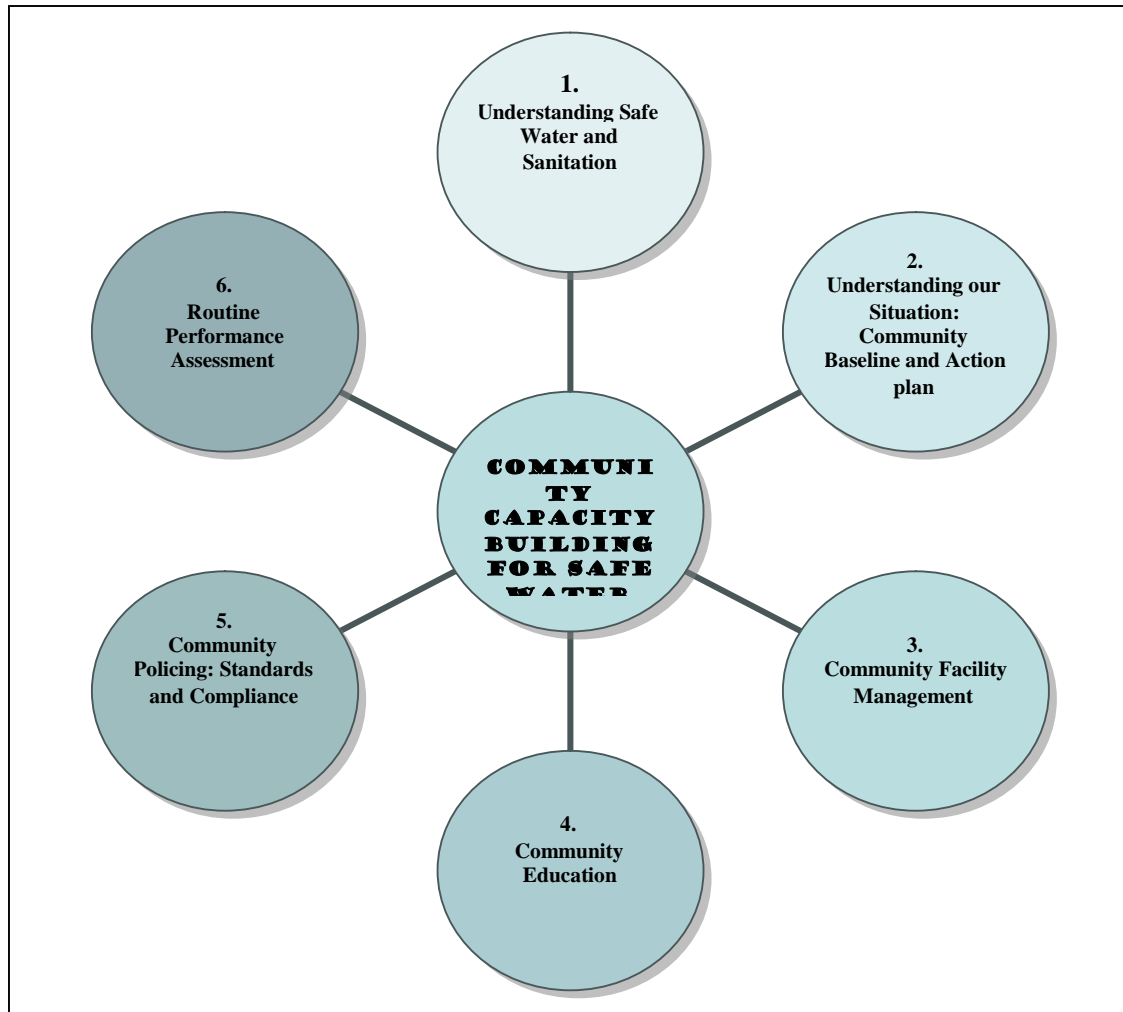 1.
Understanding Safe
Water and
Sanitation
2.
Understanding our
Situation:
Community
Baseline and Action
plan
3.
Community Facility
Management
4.
Community
Education
5.
Community
Policing: Standards
and Compliance
6.
Routine
Performance
Assessment
COMMUNI
TY
CAPACITY
BUILDING
FOR SAFE
WATER